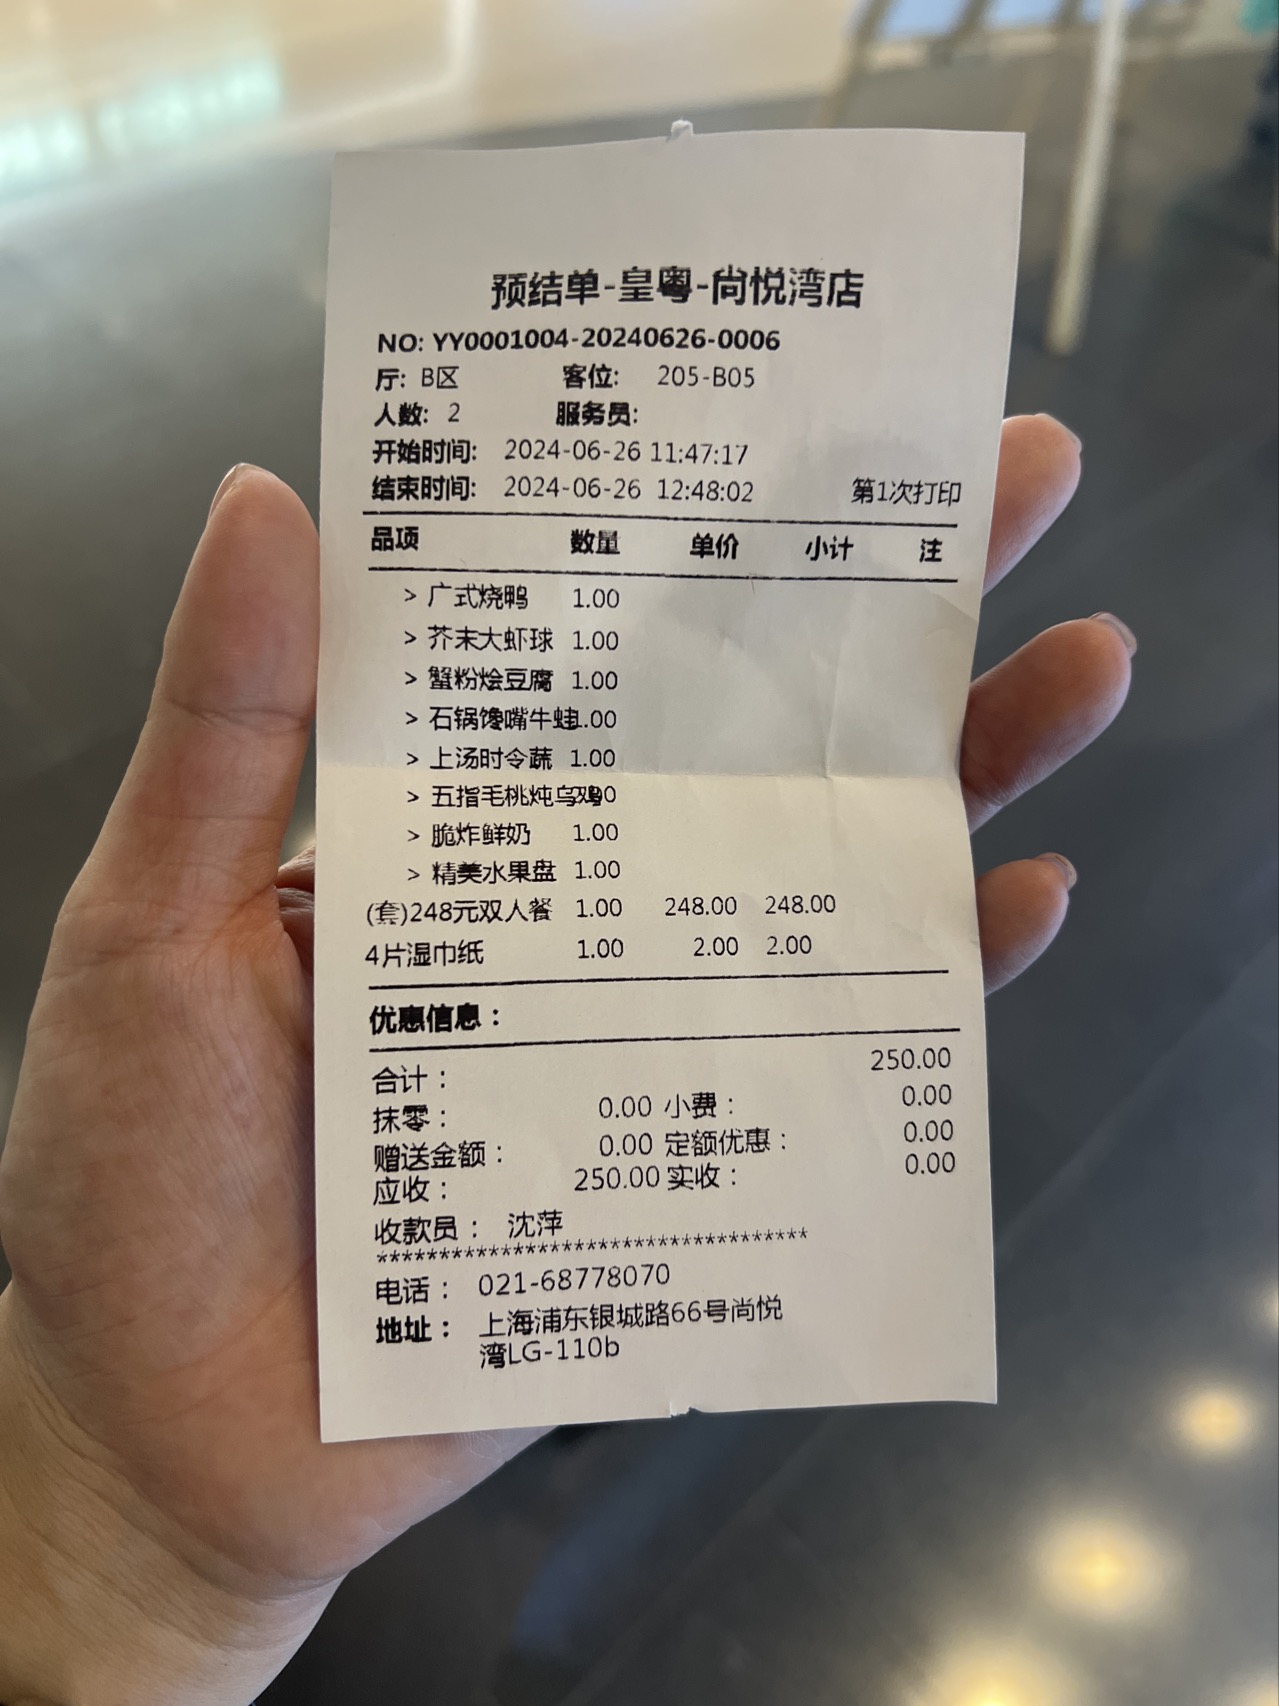 预结单-皇粤-尚悦湾店
NO: YY0001004-20240626-0006
厅: B区 客位: 205-B05
人数: 2 服务员:
开始时间: 2024-06-26 11:47:17
结束时间: 2024-06-26 12:48:02 第1次打印
品项 数量 单价 小计 注
> 广式烧鸭 1.00
> 芥末大虾球 1.00
> 蟹粉烩豆腐 1.00
> 石锅馋嘴牛蛙1.00
> 上汤时令蔬 1.00
> 五指毛桃炖乌鸡
> 脆炸鲜奶 1.00
> 精美水果盘 1.00
(套)248元双人餐 1.00 248.00 248.00
4片湿巾纸 1.00 2.00 2.00
优惠信息：
合计： 250.00
抹零： 0.00 小费： 0.00
赠送金额： 0.00 定额优惠： 0.00
应收： 250.00 实收： 0.00
收款员： 沈萍
***********************************
电话： 021-68778070
地址： 上海浦东银城路66号尚悦
湾LG-110b